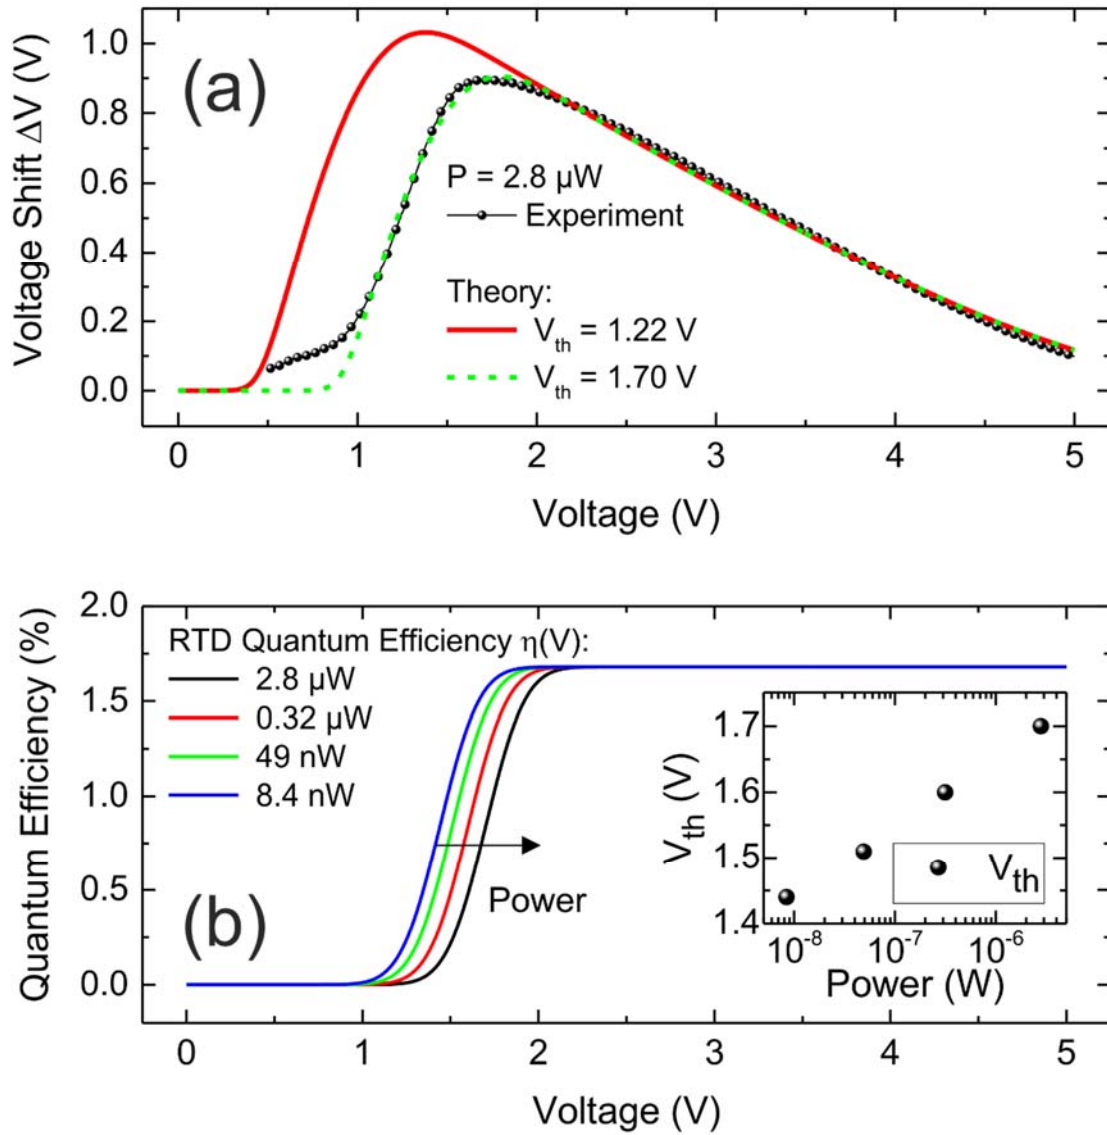 Voltage Shift ΔV (V)
1.0
0.8
0.6
0.4
0.2
0.0
(a)
P = 2.8 µW
Experiment
Theory:
V_th = 1.22 V
V_th = 1.70 V
0 1 2 3 4 5
Voltage (V)
Quantum Efficiency (%)
2.0
1.5
1.0
0.5
0.0
RTD Quantum Efficiency η(V):
2.8 µW
0.32 µW
49 nW
8.4 nW
Power
(b)
V_th (V)
1.7
1.6
1.5
1.4
V_th
10^-8 10^-7 10^-6
Power (W)
0 1 2 3 4 5
Voltage (V)